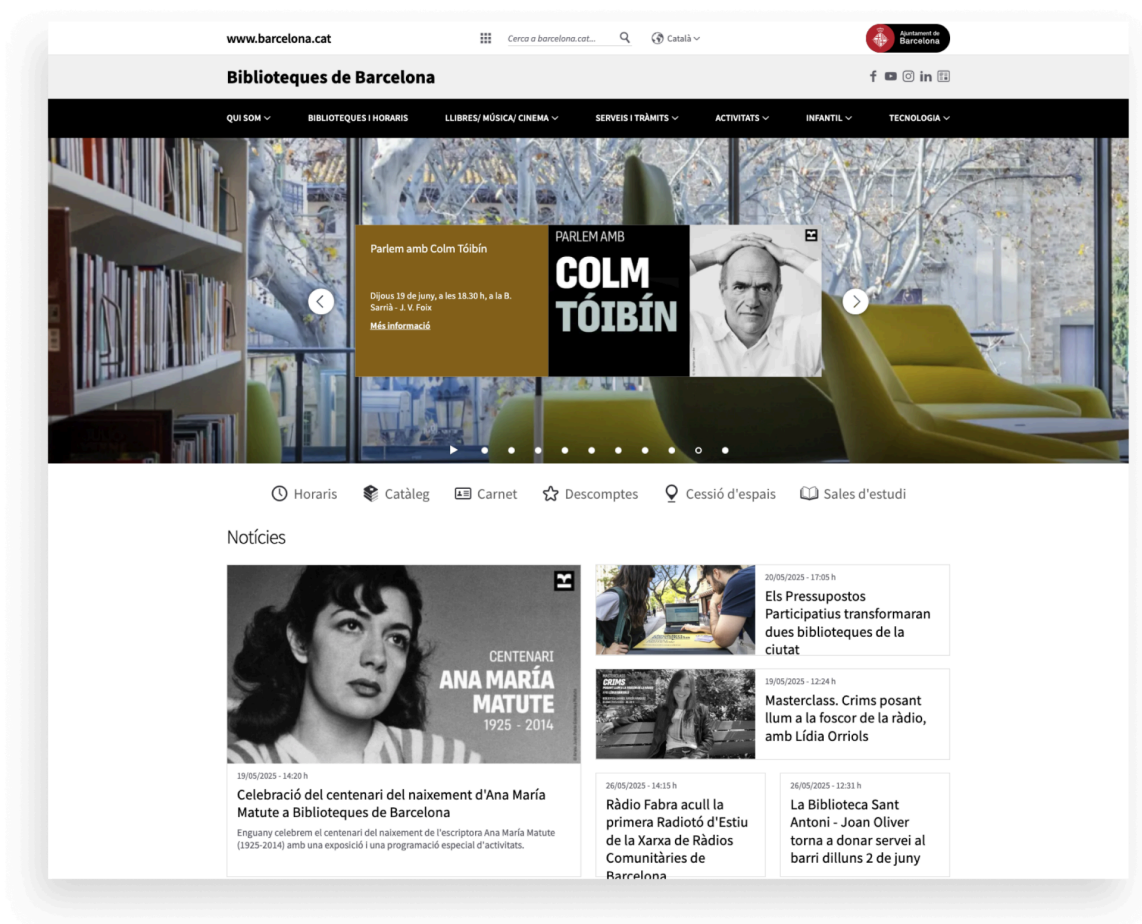 www.barcelona.cat
Cerca a barcelona.cat...
Català
Ajuntament de
Barcelona
Biblioteques de Barcelona
QUI SOM
BIBLIOTEQUES I HORARIS
LLIBRES/ MÚSICA/ CINEMA
SERVEIS I TRÀMITS
ACTIVITATS
INFANTIL
TECNOLOGIA
Parlem amb Colm Tóibín
Dijous 19 de juny, a les 18.30 h, a la B.
Sarrià - J. V. Foix
Més informació
PARLEM AMB
COLM
TÓIBÍN
Horaris
Catàleg
Carnet
Descomptes
Cessió d'espais
Sales d'estudi
Notícies
CENTENARI
ANA MARÍA
MATUTE
1925 - 2014
19/05/2025 - 14:20 h
Celebració del centenari del naixement d'Ana María
Matute a Biblioteques de Barcelona
Enguany celebrem el centenari del naixement de l'escriptora Ana María Matute
(1925-2014) amb una exposició i una programació especial d'activitats.
20/05/2025 - 17:05 h
Els Pressupostos
Participatius transformaran
dues biblioteques de la
ciutat
CRIMS
19/05/2025 - 12:24 h
Masterclass. Crims posant
llum a la foscor de la ràdio,
amb Lídia Orriols
26/05/2025 - 14:15 h
Ràdio Fabra acull la
primera Radiotó d'Estiu
de la Xarxa de Ràdios
Comunitàries de
Barcelona
26/05/2025 - 12:31 h
La Biblioteca Sant
Antoni - Joan Oliver
torna a donar servei al
barri dilluns 2 de juny